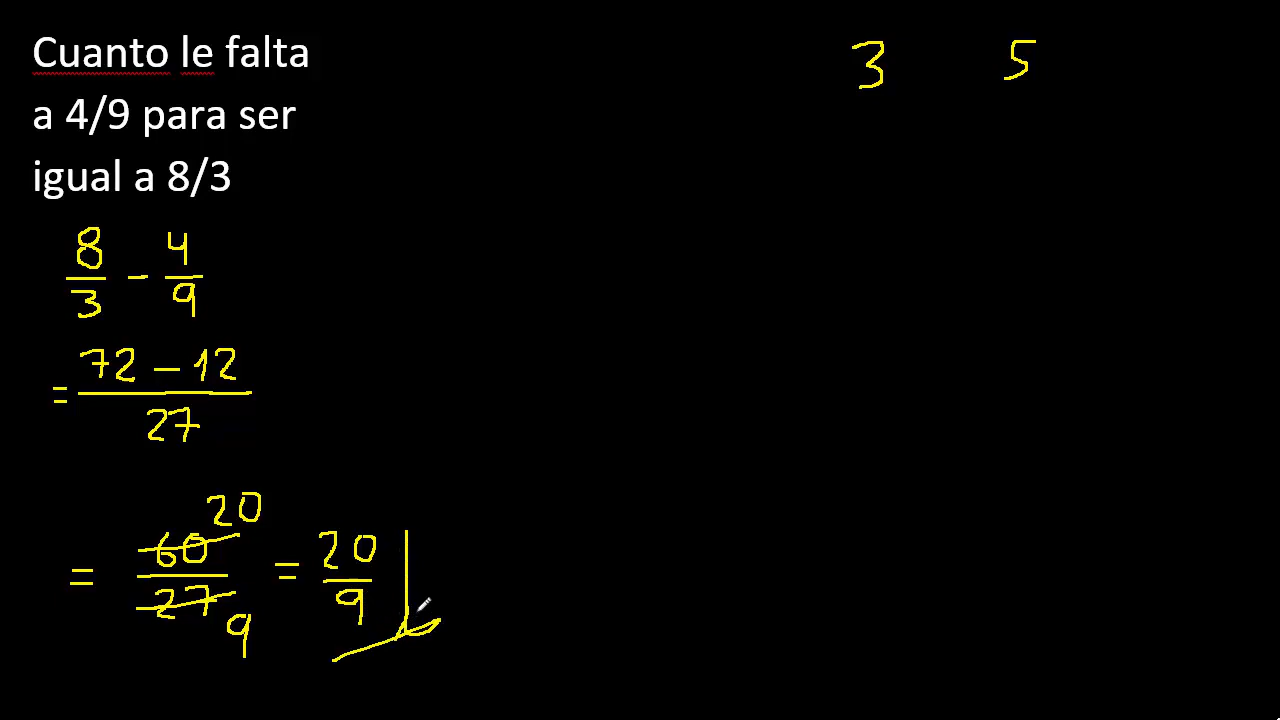 Cuanto le falta
a 4/9 para ser
igual a 8/3
3 5
8/3 - 4/9
= (72 - 12)/27
= 60/27 20 9 = 20/9